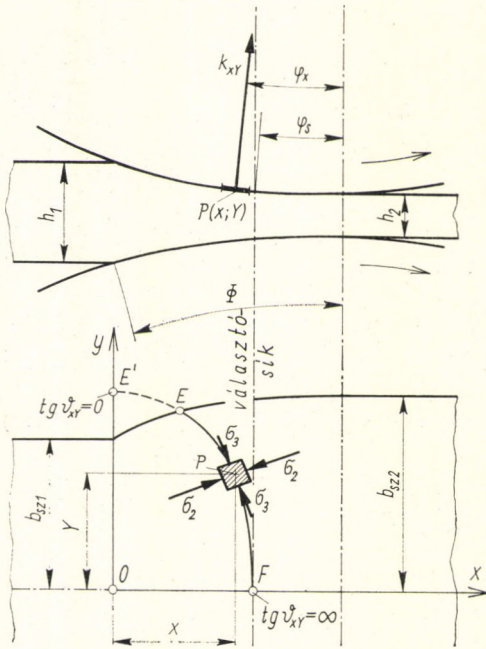 k_xY
φ_x
φ_s
h_1
P(x;Y)
h_2
Φ
választó-
sík
y
E'
tg ϑ_xY=0
E
σ_3
P
σ_2
σ_2
σ_3
b_sz1
Y
b_sz2
O
F
X
tg ϑ_xY=∞
x